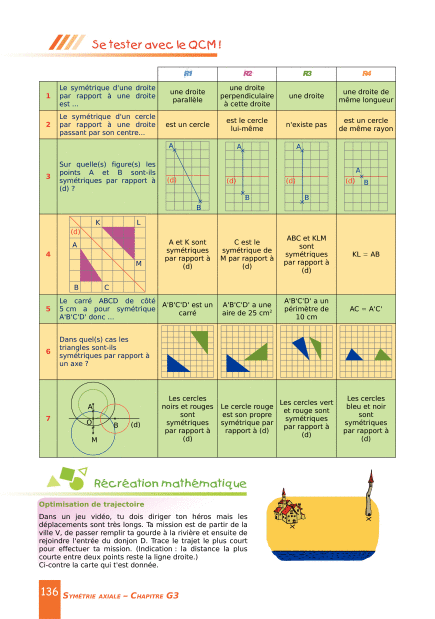 Se tester avec le QCM !
R1 R2 R3 R4
1
Le symétrique d'une droite
par rapport à une droite
est ...
une droite
parallèle
une droite
perpendiculaire
à cette droite
une droite
une droite de
même longueur
2
Le symétrique d'un cercle
par rapport à une droite
passant par son centre...
est un cercle
est le cercle
lui-même
n'existe pas
est un cercle
de même rayon
3
Sur quelle(s) figure(s) les
points A et B sont-ils
symétriques par rapport à
(d) ?
A
(d)
B
A
(d)
B
A
(d)
B
A
(d)
B
4
K L
(d)
A
M
B C
A et K sont
symétriques
par rapport à
(d)
C est le
symétrique de
M par rapport à
(d)
ABC et KLM
sont
symétriques
par rapport à
(d)
KL = AB
5
Le carré ABCD de côté
5 cm a pour symétrique
A'B'C'D' donc ...
A'B'C'D' est un
carré
A'B'C'D' a une
aire de 25 cm²
A'B'C'D' a un
périmètre de
10 cm
AC = A'C'
6
Dans quel(s) cas les
triangles sont-ils
symétriques par rapport à
un axe ?
7
A
O
B (d)
M
Les cercles
noirs et rouges
sont
symétriques
par rapport à
(d)
Le cercle rouge
est son propre
symétrique par
rapport à (d)
Les cercles vert
et rouge sont
symétriques
par rapport à
(d)
Les cercles
bleu et noir
sont
symétriques
par rapport à
(d)
Récréation mathématique
Optimisation de trajectoire
Dans un jeu vidéo, tu dois diriger ton héros mais les
déplacements sont très longs. Ta mission est de partir de la
ville V, de passer remplir ta gourde à la rivière et ensuite de
rejoindre l'entrée du donjon D. Trace le trajet le plus court
pour effectuer ta mission. (Indication : la distance la plus
courte entre deux points reste la ligne droite.)
Ci-contre la carte qui t'est donnée.
136 Symétrie axiale – Chapitre G3